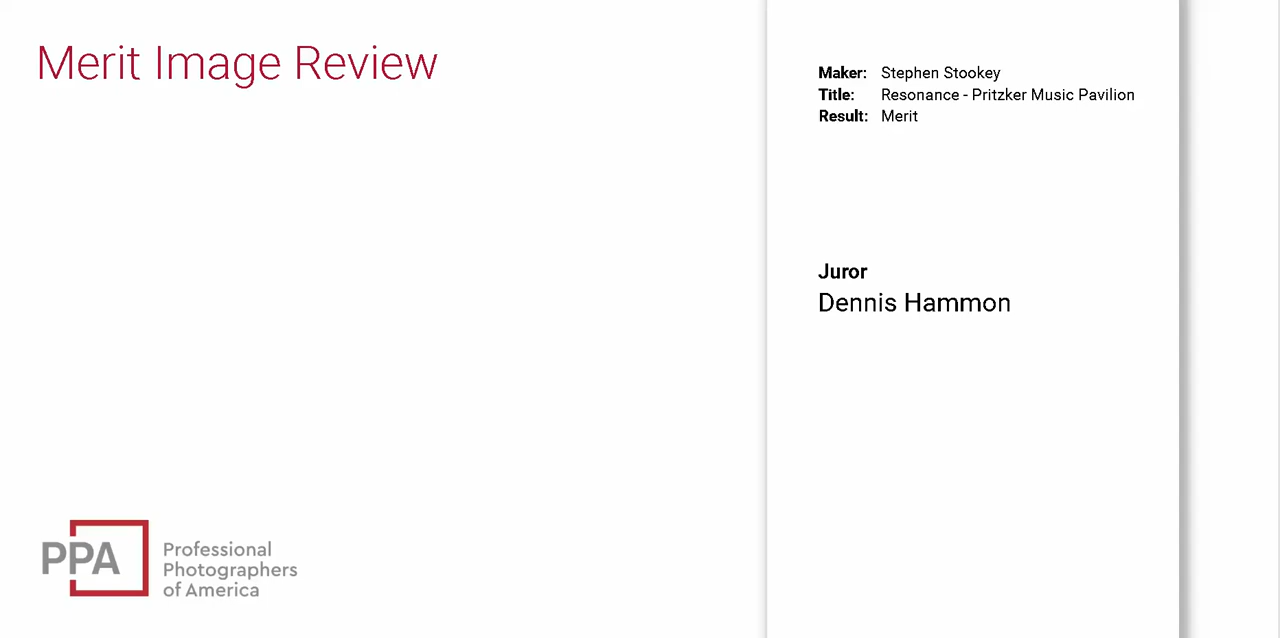 Merit Image Review
Maker: Stephen Stookey
Title: Resonance - Pritzker Music Pavilion
Result: Merit
Juror
Dennis Hammon
PPA
Professional
Photographers
of America